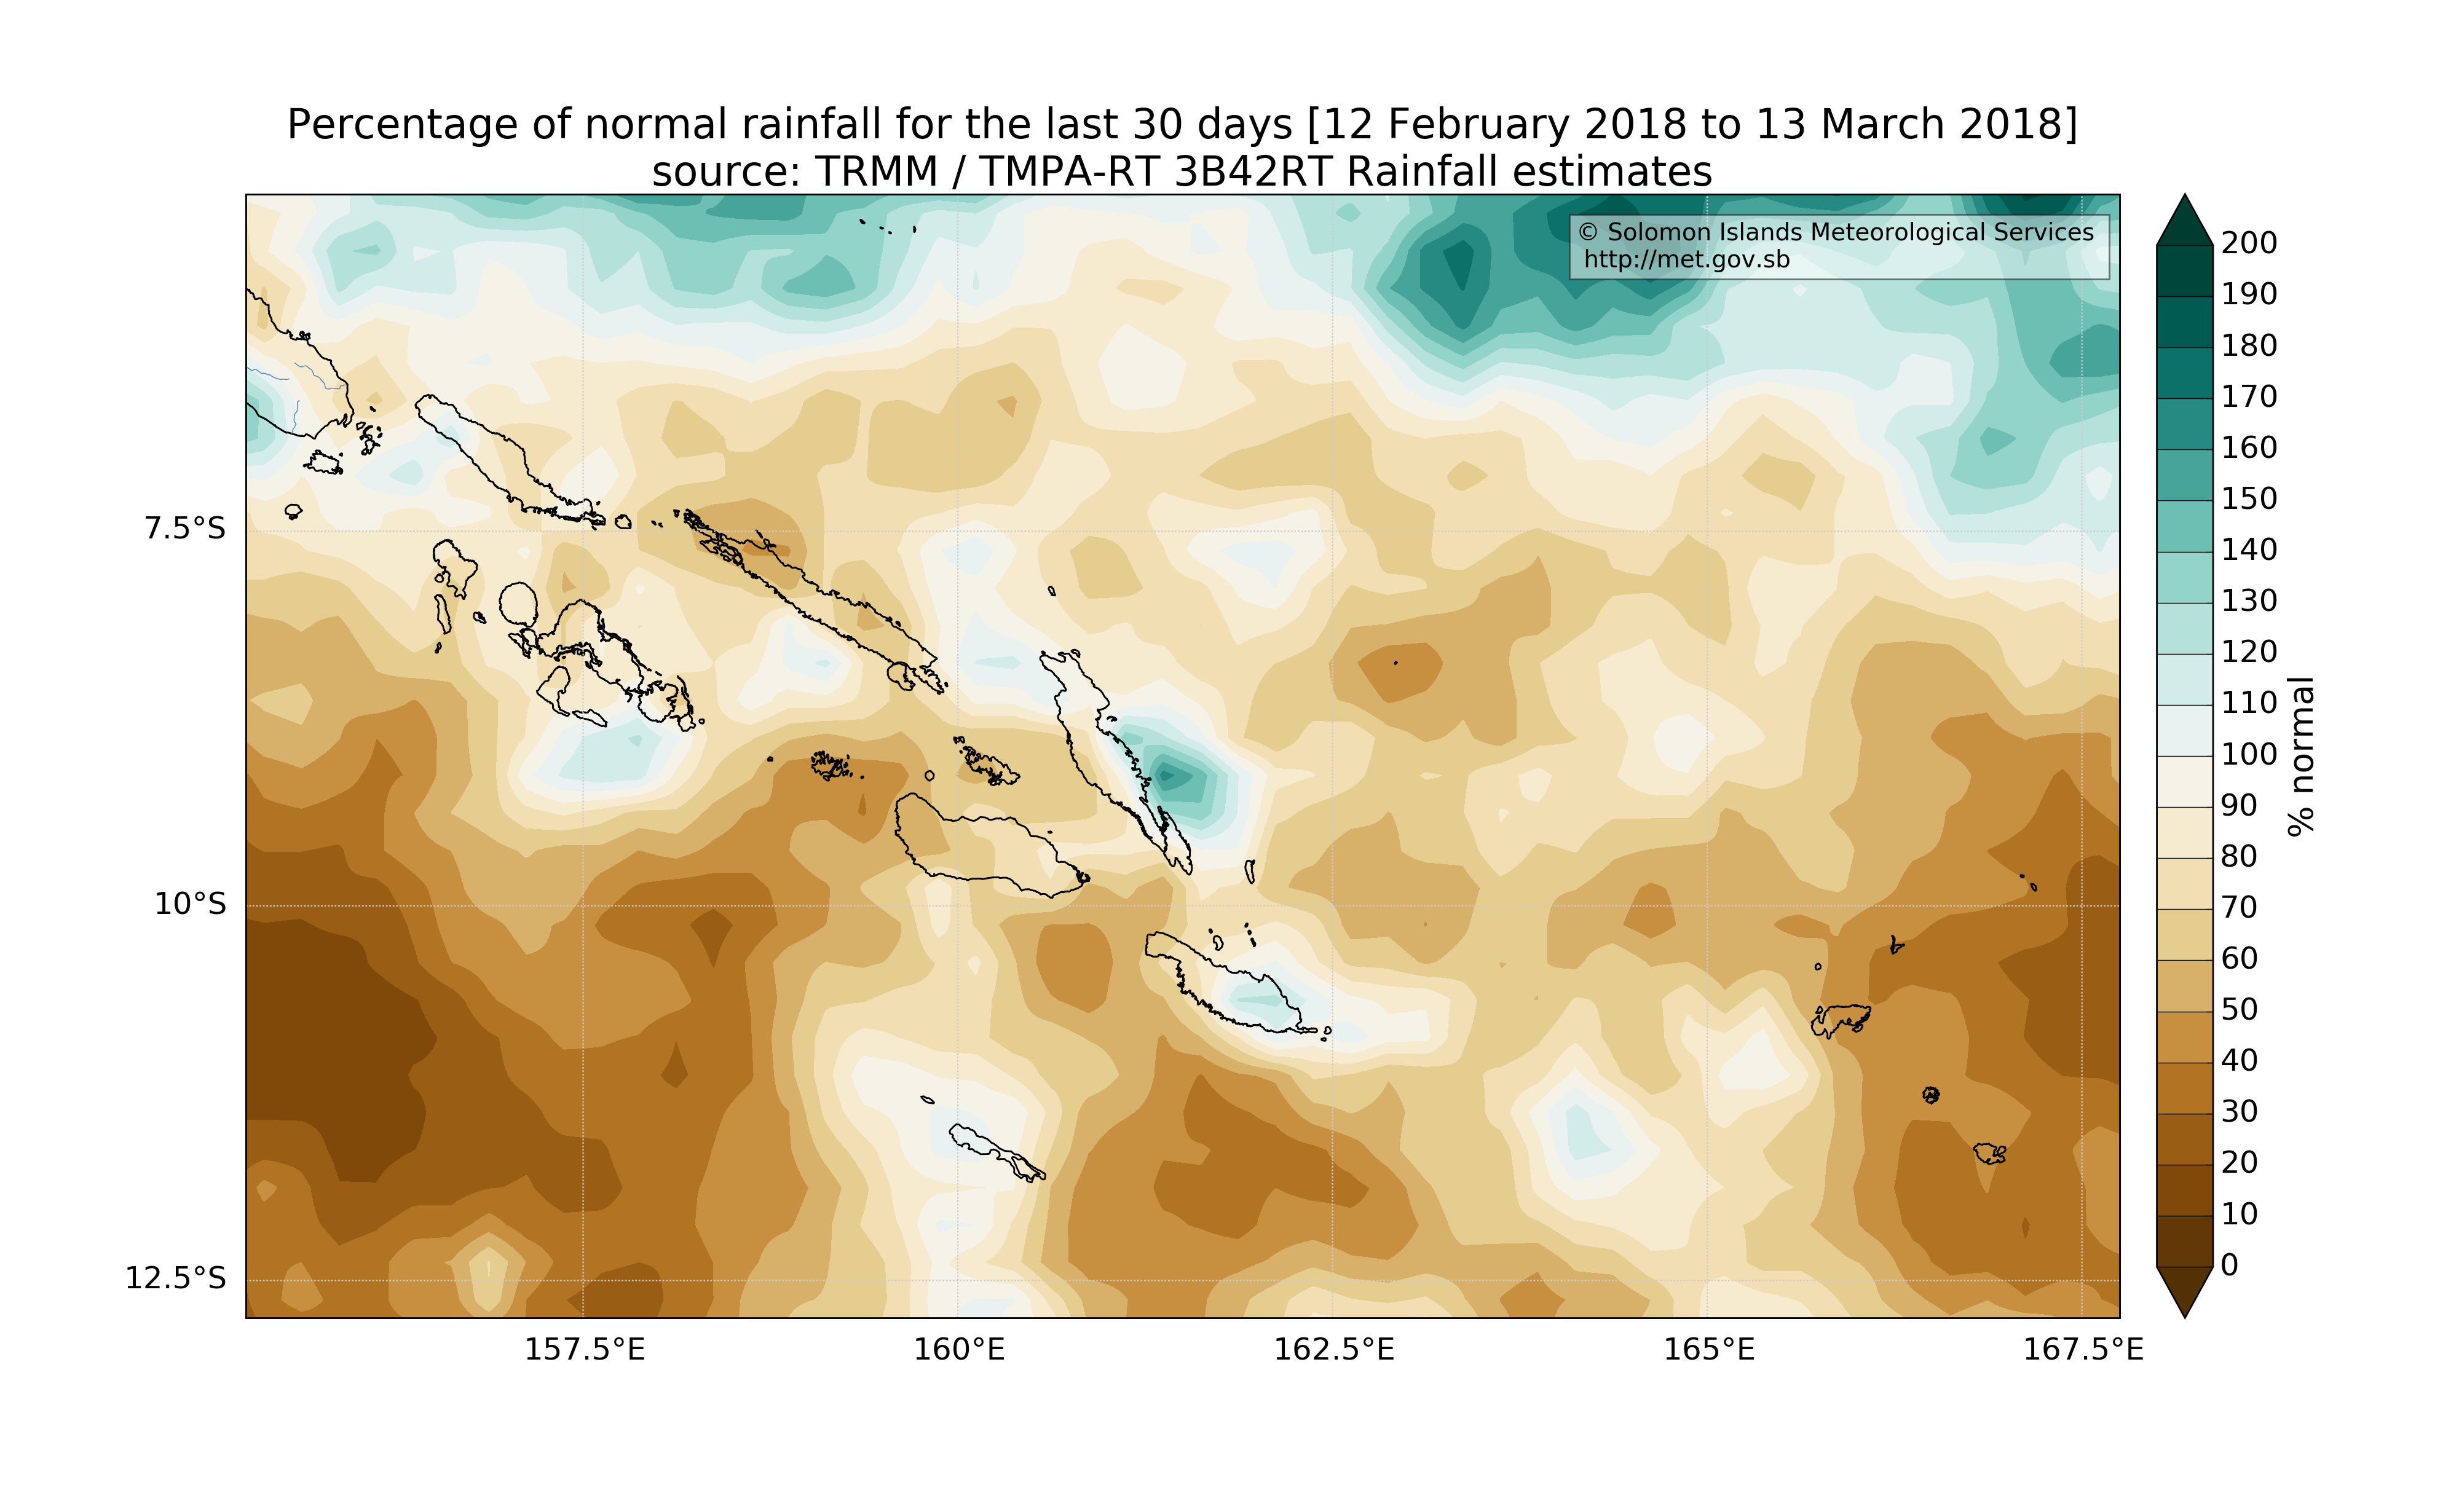 Percentage of normal rainfall for the last 30 days [12 February 2018 to 13 March 2018]
source: TRMM / TMPA-RT 3B42RT Rainfall estimates
© Solomon Islands Meteorological Services
http://met.gov.sb
7.5°S
10°S
12.5°S
157.5°E
160°E
162.5°E
165°E
167.5°E
200
190
180
170
160
150
140
130
120
110
100
90
80
70
60
50
40
30
20
10
0
% normal